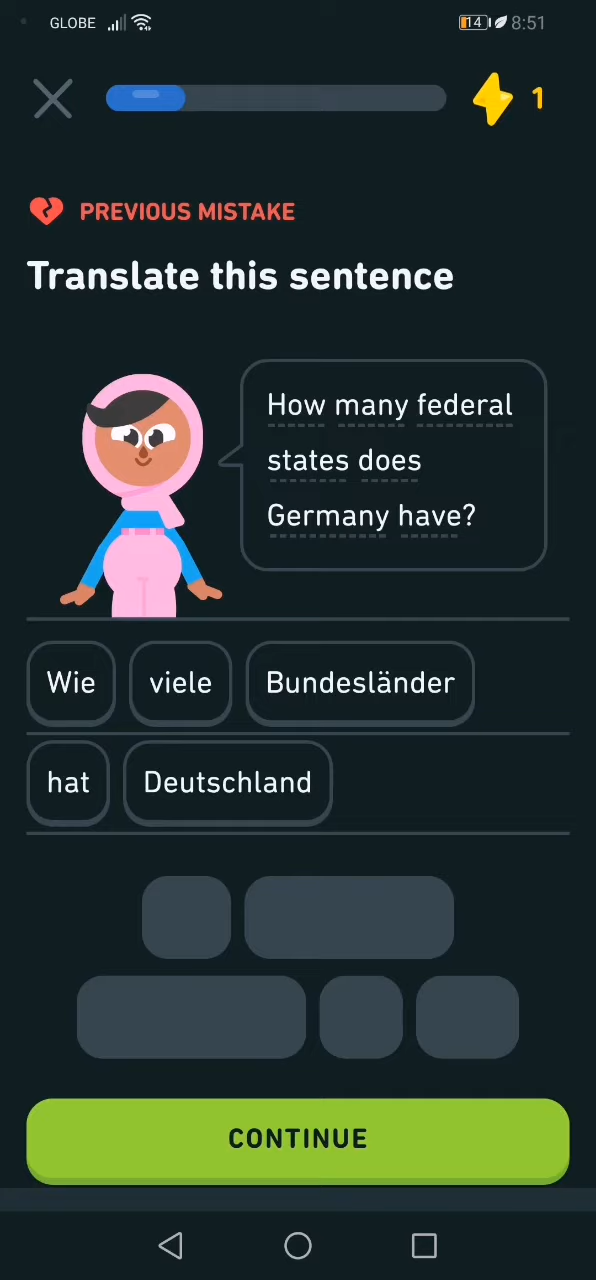 GLOBE 14 8:51
1
PREVIOUS MISTAKE
Translate this sentence
How many federal
states does
Germany have?
Wie viele Bundesländer
hat Deutschland
CONTINUE